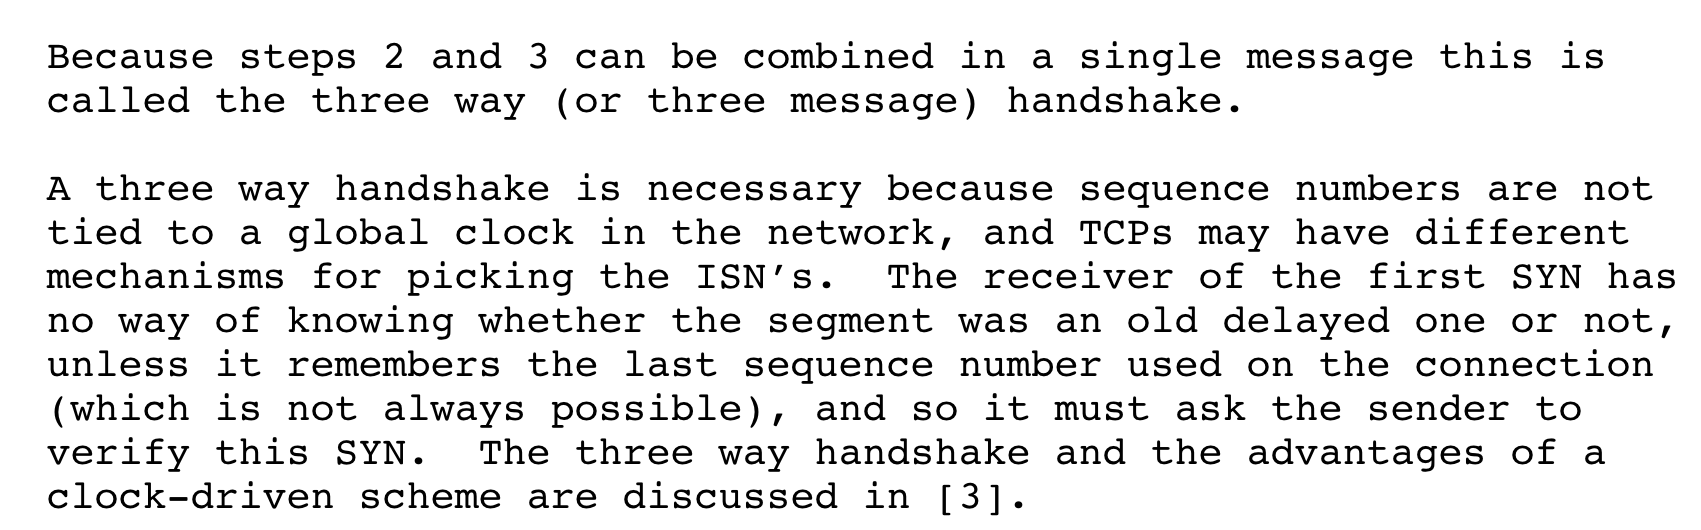 Because steps 2 and 3 can be combined in a single message this is
called the three way (or three message) handshake.

A three way handshake is necessary because sequence numbers are not
tied to a global clock in the network, and TCPs may have different
mechanisms for picking the ISN's.  The receiver of the first SYN has
no way of knowing whether the segment was an old delayed one or not,
unless it remembers the last sequence number used on the connection
(which is not always possible), and so it must ask the sender to
verify this SYN.  The three way handshake and the advantages of a
clock-driven scheme are discussed in [3].